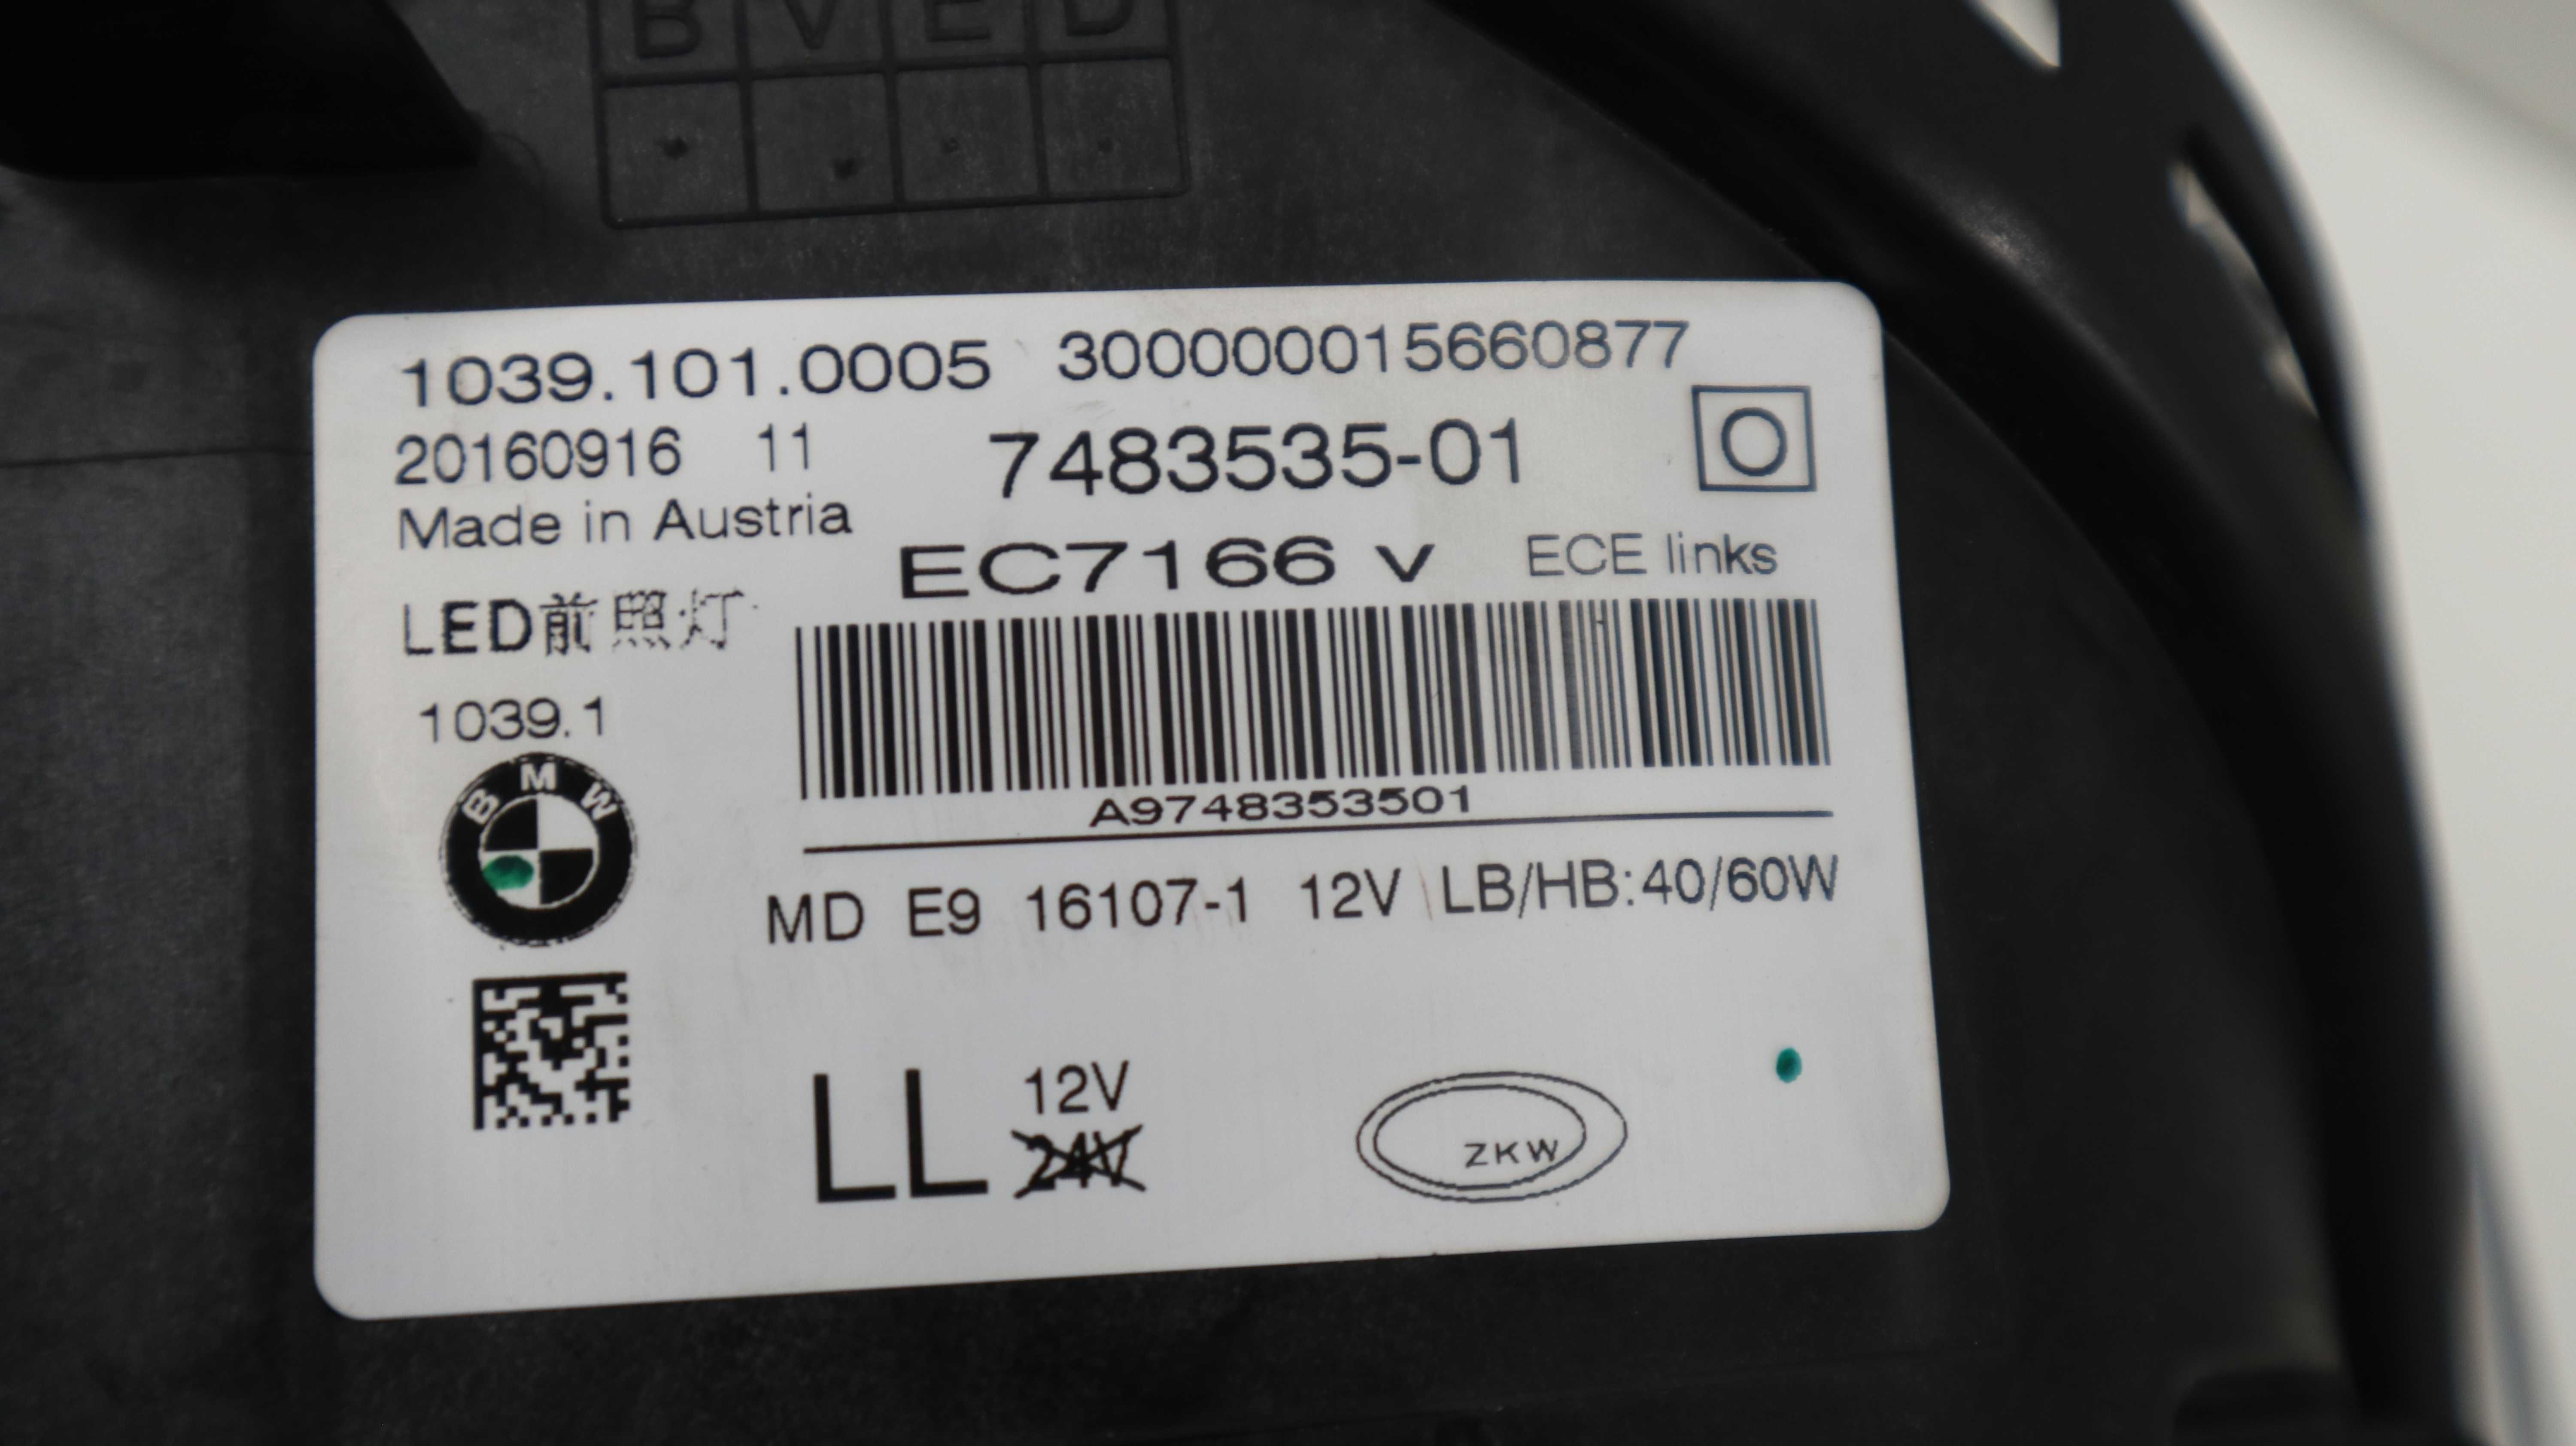 B V E D
1039.101.0005 300000015660877
20160916 11 7483535-01 O
Made in Austria
EC7166 v ECE links
LED前照灯
1039.1
BMW
A9748353501
MD E9 16107-1 12V LB/HB:40/60W
LL 12V
24V
ZKW